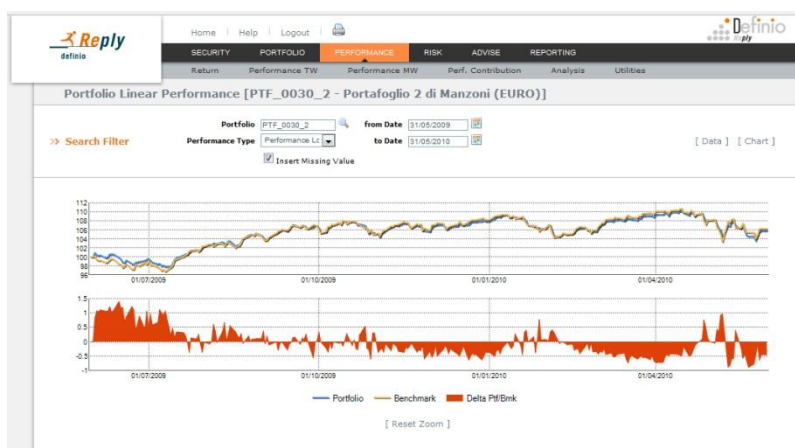 Reply
definio
Home Help Logout
Definio
Reply
SECURITY PORTFOLIO PERFORMANCE RISK ADVISE REPORTING
Return Performance TW Performance MW Perf. Contribution Analysis Utilities
Portfolio Linear Performance [PTF_0030_2 - Portafoglio 2 di Manzoni (EURO)]
>> Search Filter
Portfolio PTF_0030_2 from Date 31/05/2009
Performance Type Performance Lc to Date 31/05/2010
Insert Missing Value
[ Data ] [ Chart ]
112
110
108
106
104
102
100
98
96
01/07/2009 01/10/2009 01/01/2010 01/04/2010
1.5
1
0.5
0
-0.5
-1
01/07/2009 01/10/2009 01/01/2010 01/04/2010
Portfolio Benchmark Delta Ptf/Bmk
[ Reset Zoom ]